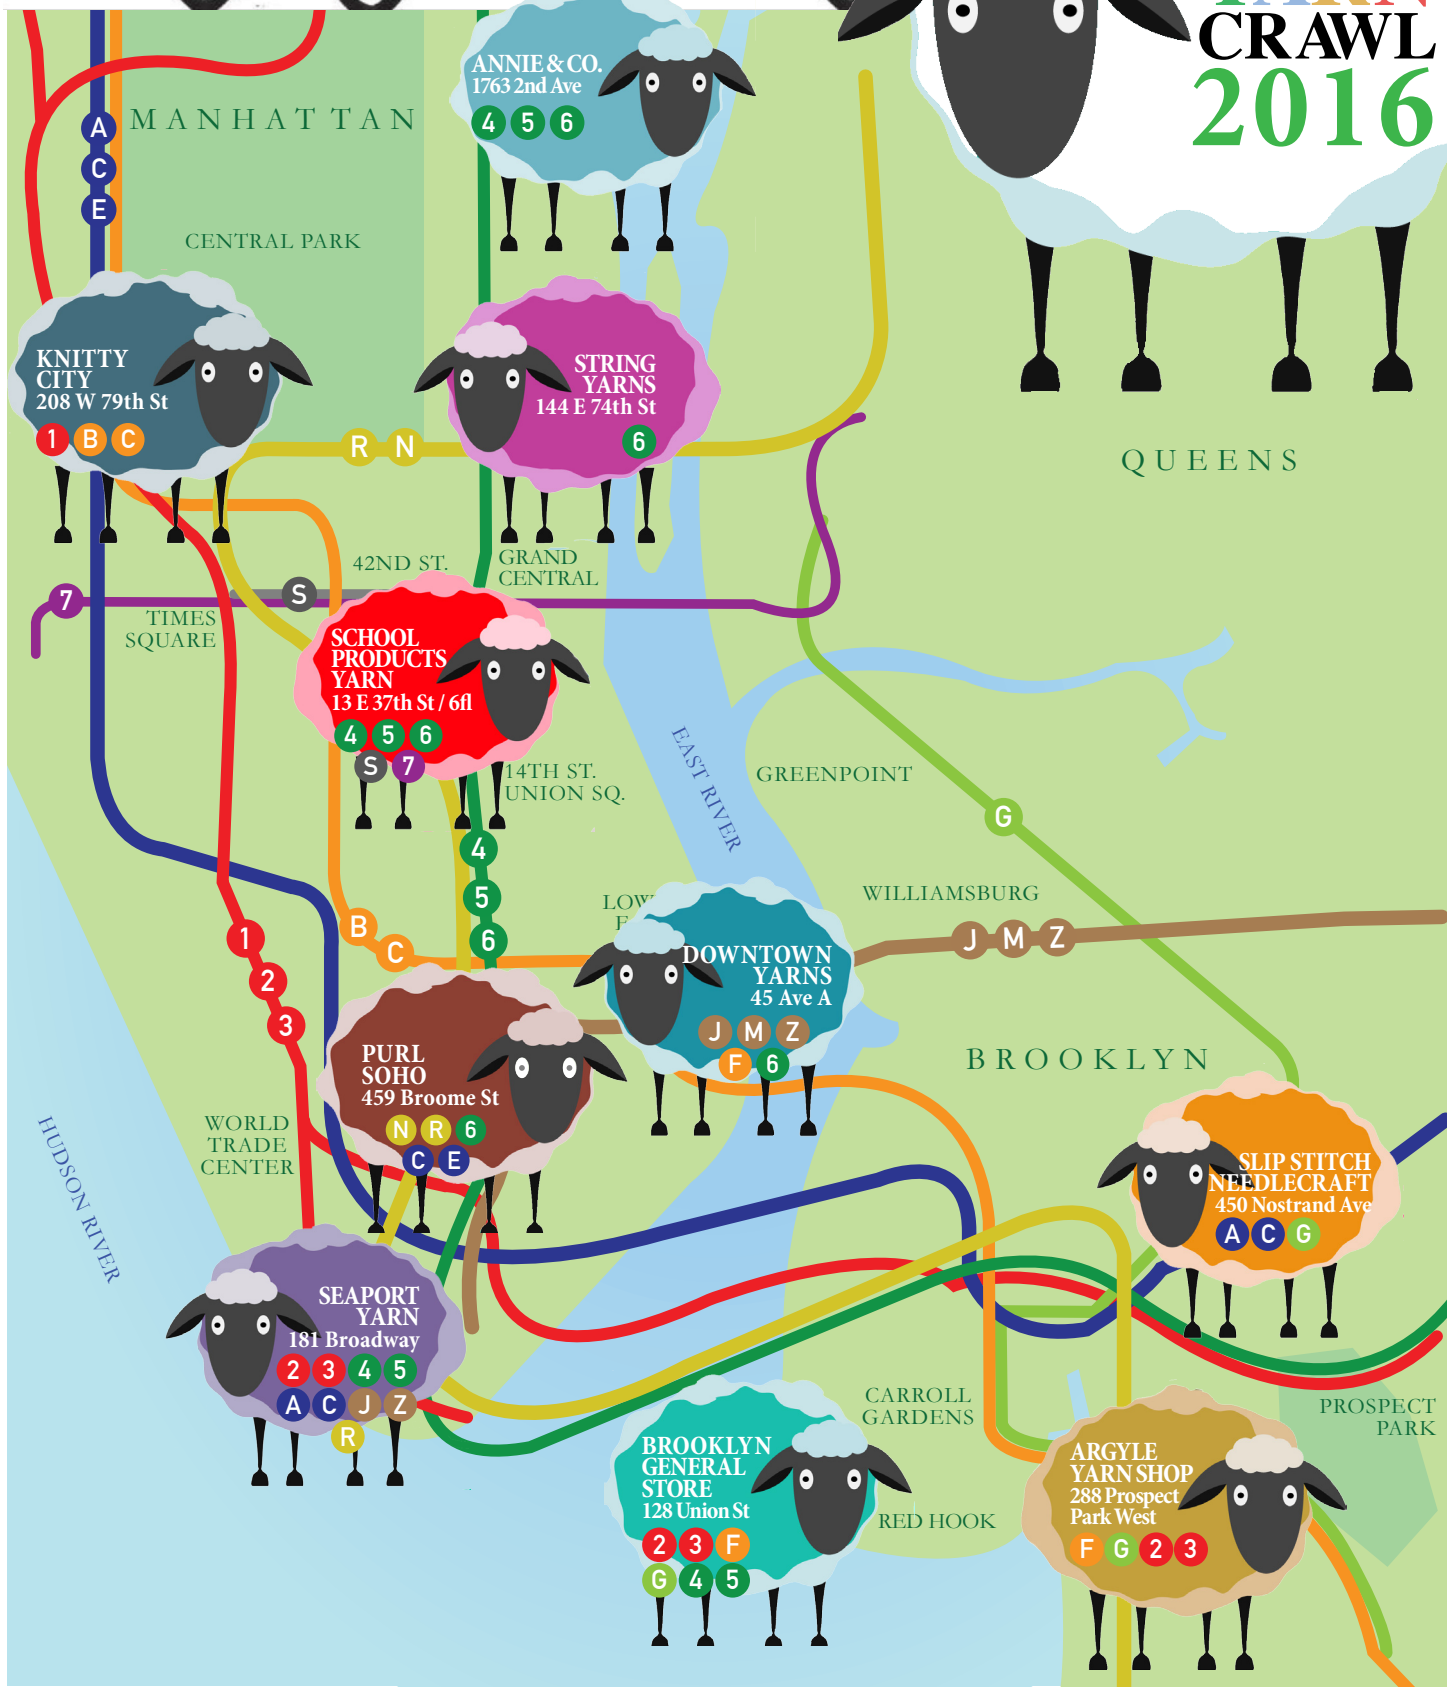 YARN
CRAWL
2016
ANNIE & CO.
1763 2nd Ave
4 5 6
MANHATTAN
A
C
E
CENTRAL PARK
KNITTY
CITY
208 W 79th St
1 B C
STRING
YARNS
144 E 74th St
6
R N
QUEENS
42ND ST.
GRAND
CENTRAL
S
7
TIMES
SQUARE
SCHOOL
PRODUCTS
YARN
13 E 37th St / 6fl
4 5 6
S 7
14TH ST.
UNION SQ.
EAST RIVER
GREENPOINT
G
4
5
6
WILLIAMSBURG
J M Z
B
C
1
2
3
DOWNTOWN
YARNS
45 Ave A
J M Z
F 6
PURL
SOHO
459 Broome St
N R 6
C E
BROOKLYN
WORLD
TRADE
CENTER
HUDSON RIVER
SLIP STITCH
NEEDLECRAFT
450 Nostrand Ave
A C G
SEAPORT
YARN
181 Broadway
2 3 4 5
A C J Z
R
CARROLL
GARDENS
PROSPECT
PARK
BROOKLYN
GENERAL
STORE
128 Union St
2 3 F
G 4 5
RED HOOK
ARGYLE
YARN SHOP
288 Prospect
Park West
F G 2 3